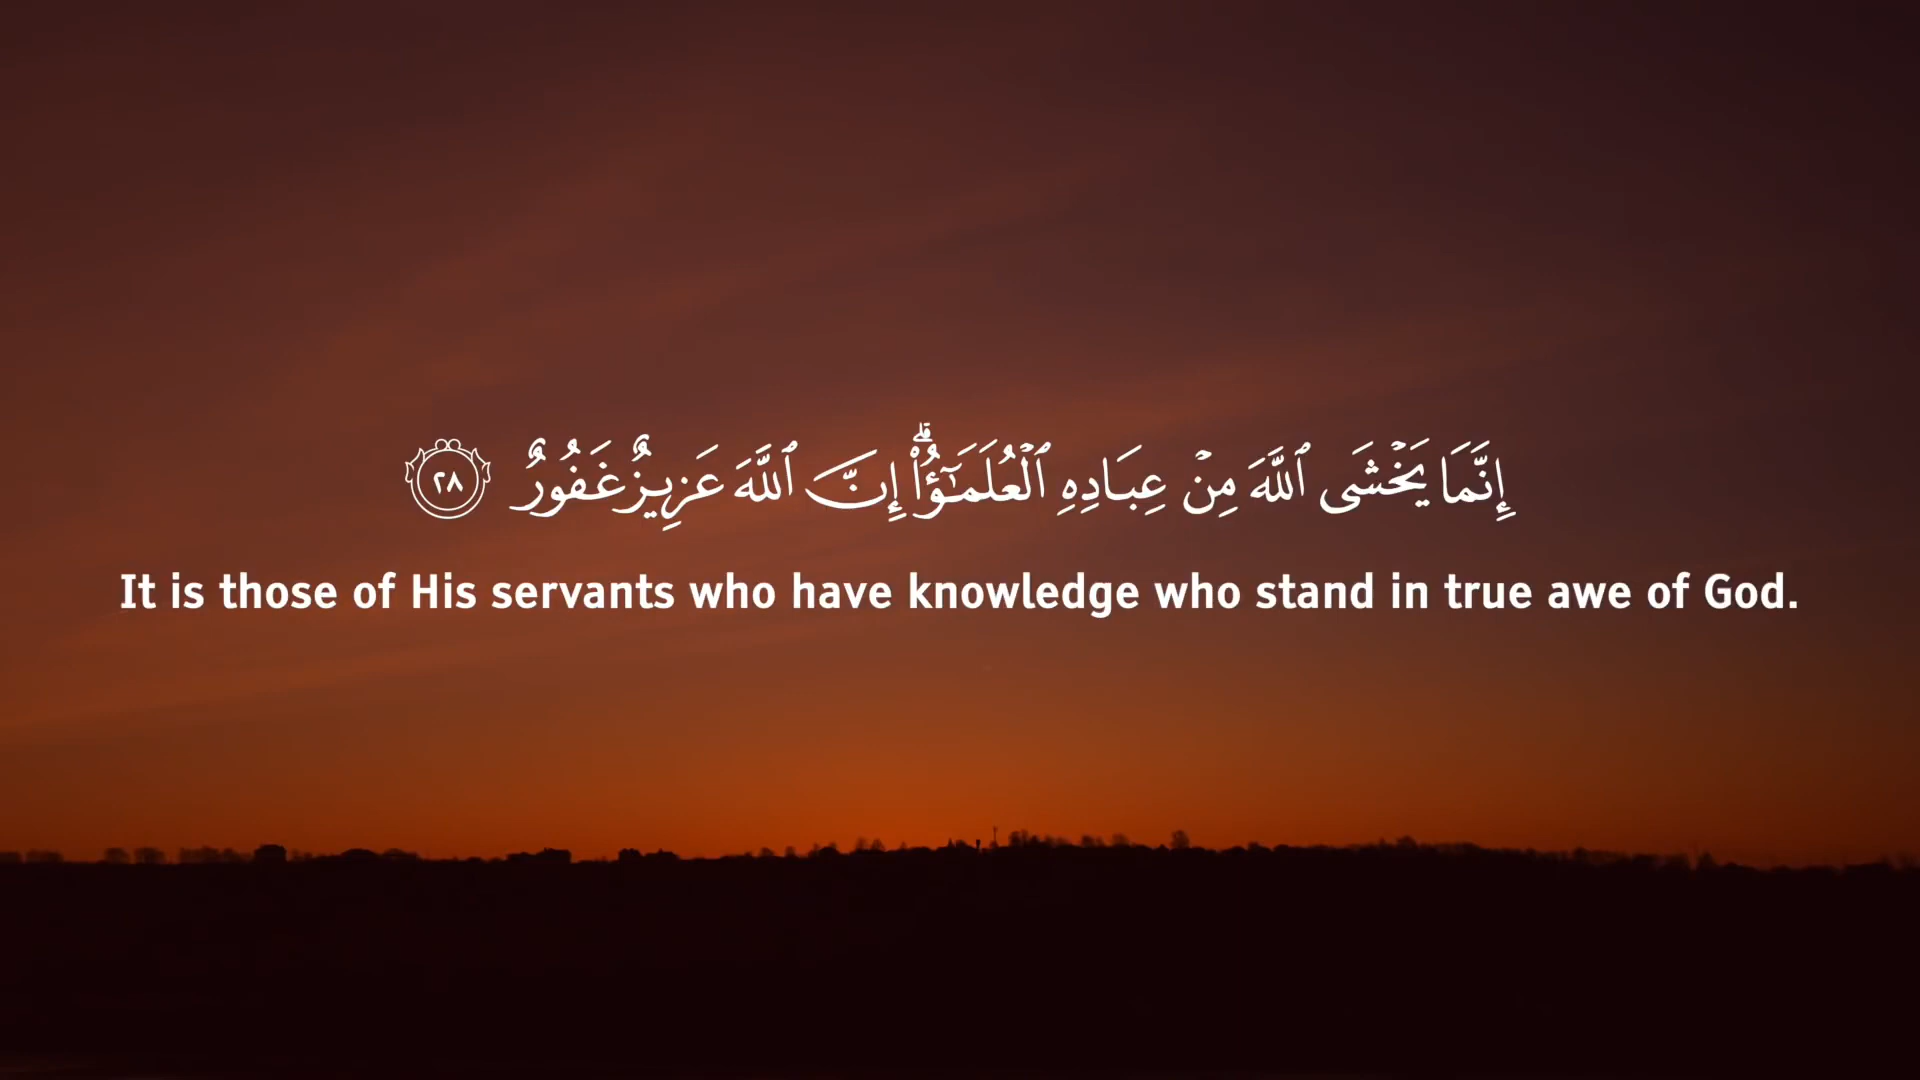 إِنَّمَا يَخْشَى ٱللَّهَ مِنْ عِبَادِهِ ٱلْعُلَمَـٰٓؤُا۟ ۗ إِنَّ ٱللَّهَ عَزِيزٌ غَفُورٌ ٢٨
It is those of His servants who have knowledge who stand in true awe of God.